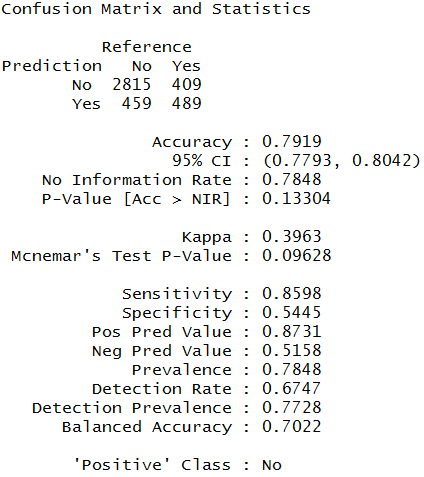 Confusion Matrix and Statistics
Reference
Prediction No Yes
No 2815 409
Yes 459 489
Accuracy : 0.7919
95% CI : (0.7793, 0.8042)
No Information Rate : 0.7848
P-Value [Acc > NIR] : 0.13304
Kappa : 0.3963
Mcnemar's Test P-Value : 0.09628
Sensitivity : 0.8598
Specificity : 0.5445
Pos Pred Value : 0.8731
Neg Pred Value : 0.5158
Prevalence : 0.7848
Detection Rate : 0.6747
Detection Prevalence : 0.7728
Balanced Accuracy : 0.7022
'Positive' Class : No